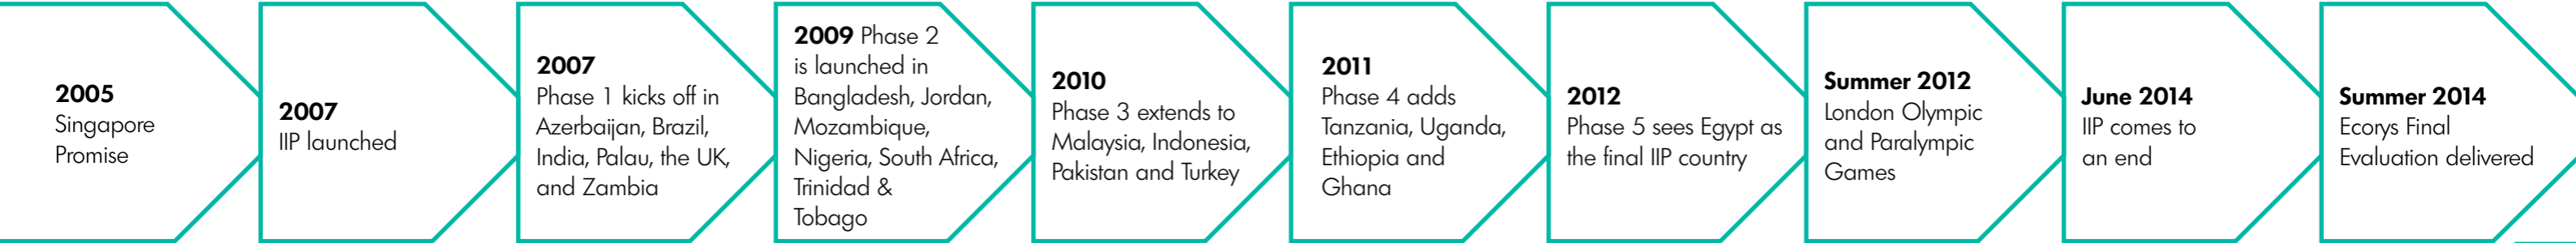 2005
Singapore
Promise
2007
IIP launched
2007
Phase 1 kicks off in
Azerbaijan, Brazil,
India, Palau, the UK,
and Zambia
2009 Phase 2
is launched in
Bangladesh, Jordan,
Mozambique,
Nigeria, South Africa,
Trinidad &
Tobago
2010
Phase 3 extends to
Malaysia, Indonesia,
Pakistan and Turkey
2011
Phase 4 adds
Tanzania, Uganda,
Ethiopia and
Ghana
2012
Phase 5 sees Egypt as
the final IIP country
Summer 2012
London Olympic
and Paralympic
Games
June 2014
IIP comes to
an end
Summer 2014
Ecorys Final
Evaluation delivered